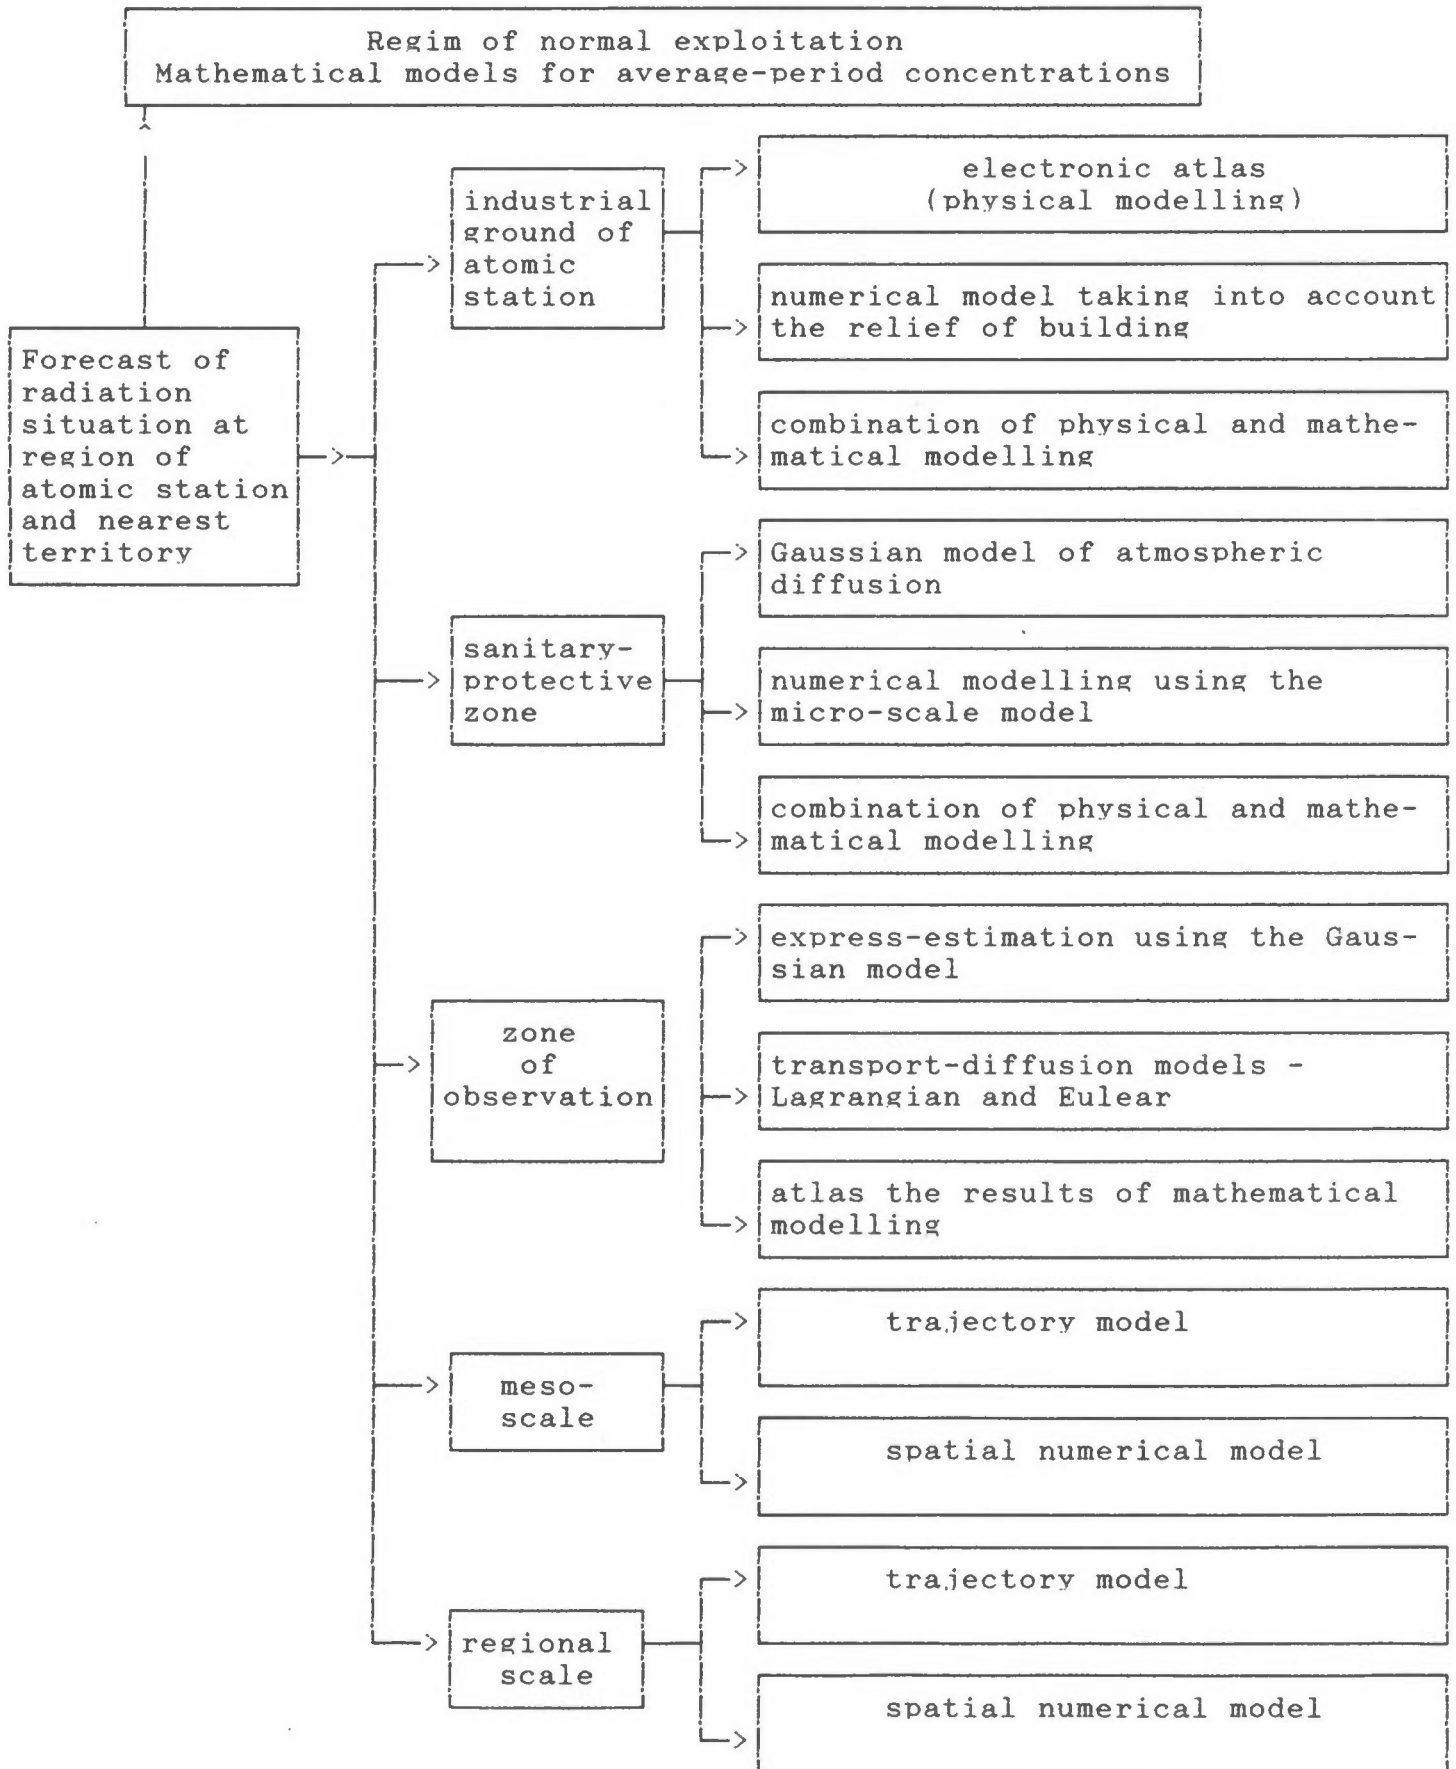 Regim of normal exploitation
Mathematical models for average-period concentrations
Forecast of
radiation
situation at
region of
atomic station
and nearest
territory
industrial
ground of
atomic
station
electronic atlas
(physical modelling)
numerical model taking into account
the relief of building
combination of physical and mathe-
matical modelling
sanitary-
protective
zone
Gaussian model of atmospheric
diffusion
numerical modelling using the
micro-scale model
combination of physical and mathe-
matical modelling
zone
of
observation
express-estimation using the Gaus-
sian model
transport-diffusion models -
Lagrangian and Eulear
atlas the results of mathematical
modelling
meso-
scale
trajectory model
spatial numerical model
regional
scale
trajectory model
spatial numerical model